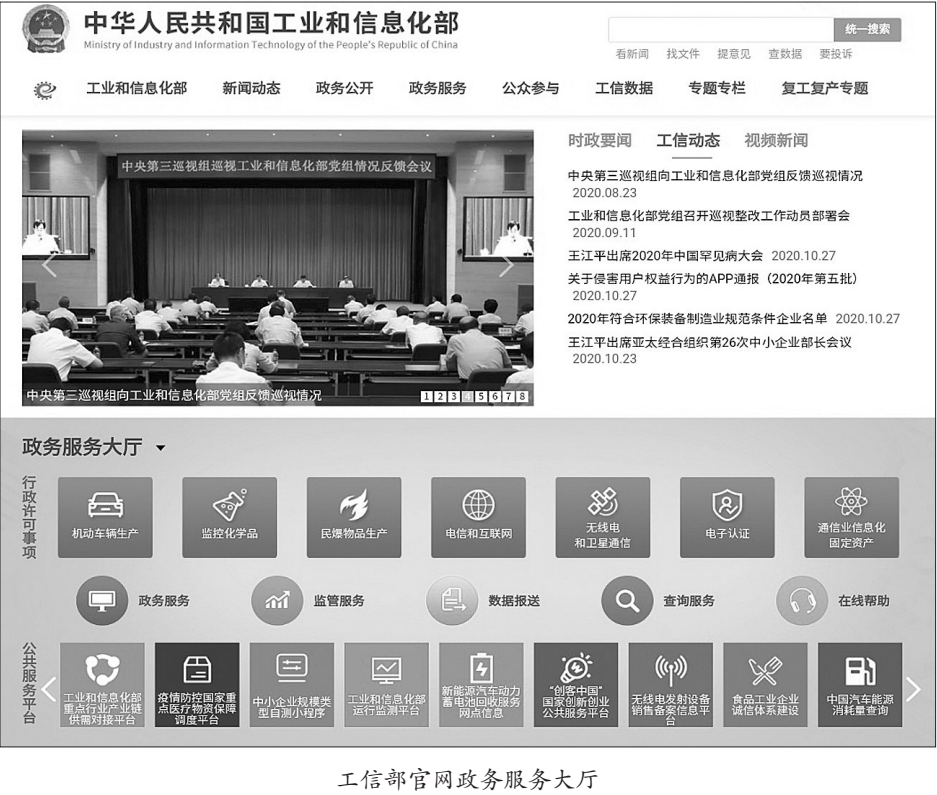 中华人民共和国工业和信息化部
Ministry of Industry and Information Technology of the People's Republic of China
统一搜索
看新闻 找文件 提意见 查数据 要投诉
工业和信息化部 新闻动态 政务公开 政务服务 公众参与 工信数据 专题专栏 复工复产专题
中央第三巡视组巡视工业和信息化部党组情况反馈会议
中央第三巡视组向工业和信息化部党组反馈巡视情况
1 2 3 4 5 6 7 8
时政要闻 工信动态 视频新闻
中央第三巡视组向工业和信息化部党组反馈巡视情况
2020.08.23
工业和信息化部党组召开巡视整改工作动员部署会
2020.09.11
王江平出席2020年中国罕见病大会 2020.10.27
关于侵害用户权益行为的APP通报（2020年第五批）
2020.10.27
2020年符合环保装备制造业规范条件企业名单 2020.10.27
王江平出席亚太经合组织第26次中小企业部长会议
2020.10.23
政务服务大厅
行政许可事项
机动车辆生产
监控化学品
民爆物品生产
电信和互联网
无线电
和卫星通信
电子认证
通信业信息化
固定资产
政务服务 监管服务 数据报送 查询服务 在线帮助
公共服务平台
工业和信息化部
重点行业产业链
供需对接平台
疫情防控国家重
点医疗物资保障
调度平台
中小企业规模类
型自测小程序
工业和信息化部
运行监测平台
新能源汽车动力
蓄电池回收服务
网点信息
“创客中国”
国家创新创业
公共服务平台
无线电发射设备
销售备案信息平
台
食品工业企业
诚信体系建设
中国汽车能源
消耗量查询
工信部官网政务服务大厅